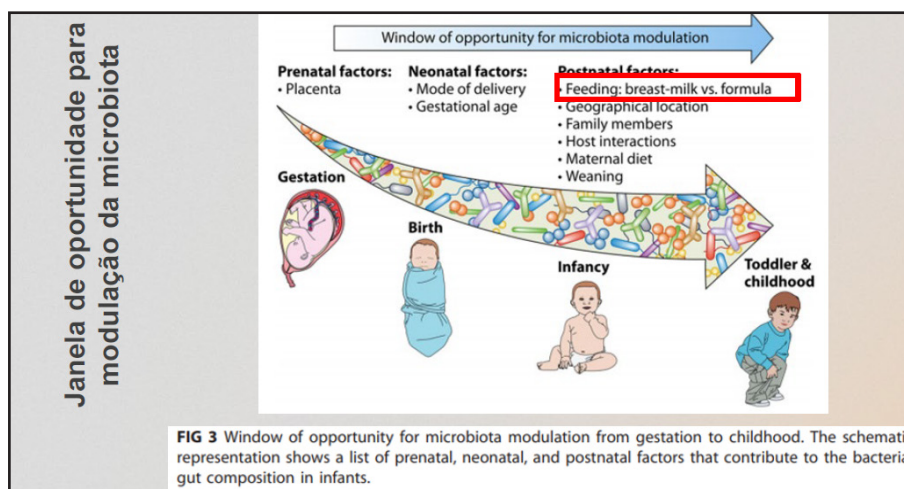 Janela de oportunidade para
modulação da microbiota
Window of opportunity for microbiota modulation
Prenatal factors:
• Placenta
Neonatal factors:
• Mode of delivery
• Gestational age
Postnatal factors:
• Feeding: breast-milk vs. formula
• Geographical location
• Family members
• Host interactions
• Maternal diet
• Weaning
Gestation
Birth
Infancy
Toddler &
childhood
FIG 3 Window of opportunity for microbiota modulation from gestation to childhood. The schemati
representation shows a list of prenatal, neonatal, and postnatal factors that contribute to the bacteria
gut composition in infants.